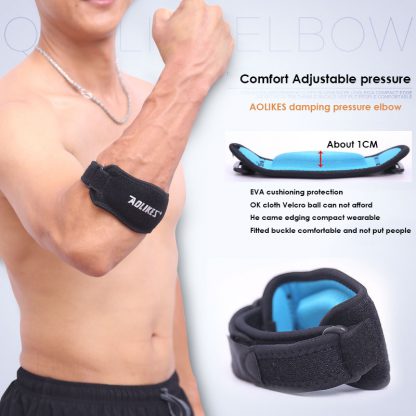 QUALITY ELBOW
Comfort Adjustable pressure
AOLIKES damping pressure elbow
About 1CM
EVA cushioning protection
OK cloth Velcro ball can not afford
He came edging compact wearable
Fitted buckle comfortable and not put people
AOLIKES